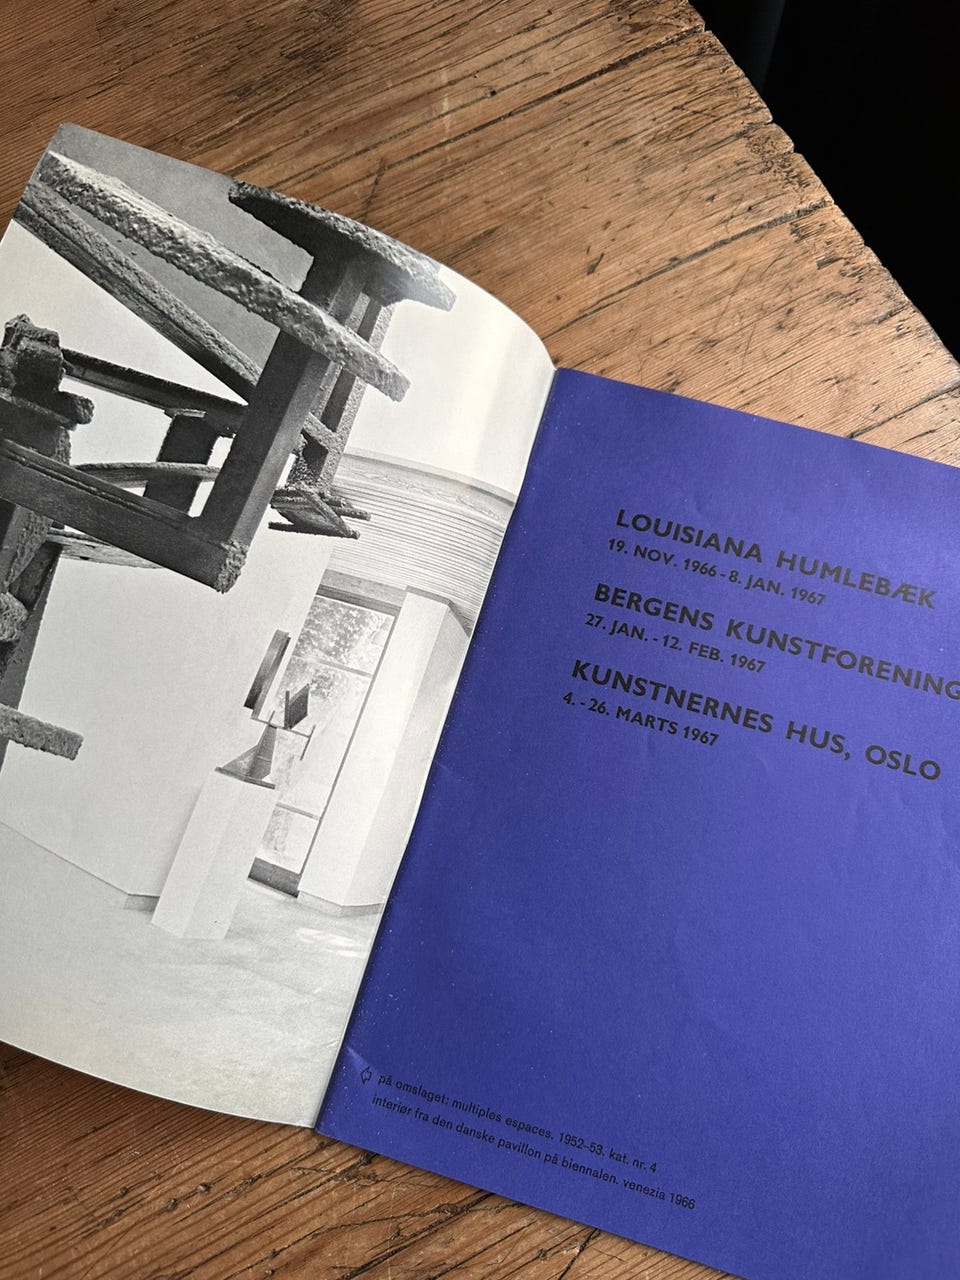 LOUISIANA HUMLEBÆK
19. NOV. 1966 - 8. JAN. 1967
BERGENS KUNSTFORENING
27. JAN. - 12. FEB. 1967
KUNSTNERNES HUS, OSLO
4. - 26. MARTS 1967
på omslaget: multiples espaces. 1952–53. kat. nr. 4
interiør fra den danske pavillon på biennalen. venezia 1966